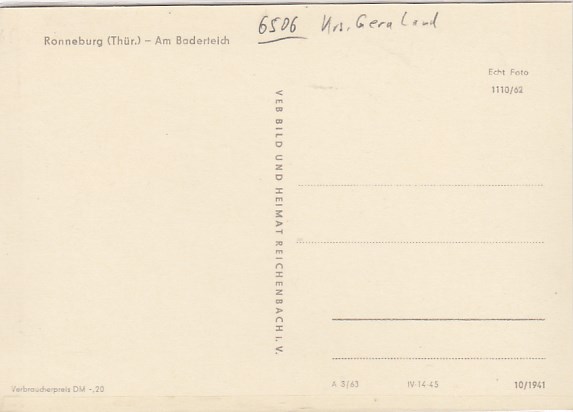 6506 Krs. Gera Land
Ronneburg (Thür.) – Am Baderteich
Echt Foto
1110/62
VEB BILD UND HEIMAT REICHENBACH I. V.
Verbraucherpreis DM -,20
A 3/63 IV-14-45 10/1941